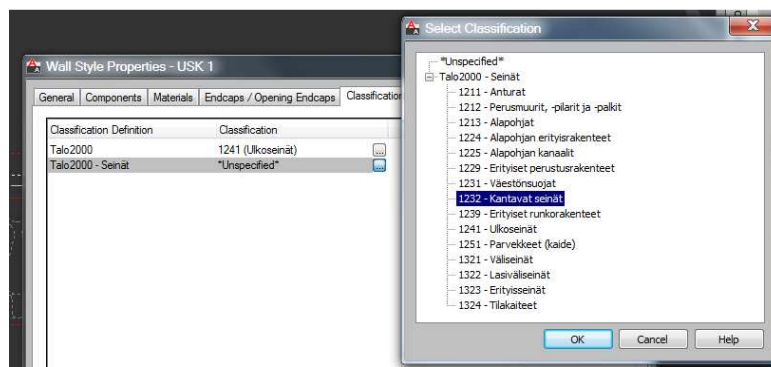 Select Classification
*Unspecified*
Talo2000 - Seinät
1211 - Anturat
1212 - Perusmuurit, -pilarit ja -palkit
1213 - Alapohjat
1224 - Alapohjan erityisrakenteet
1225 - Alapohjan kanaalit
1229 - Erityiset perustusrakenteet
1231 - Väestönsuojat
1232 - Kantavat seinät
1239 - Erityiset runkorakenteet
1241 - Ulkoseinät
1251 - Parvekkeet (kaide)
1321 - Väliseinät
1322 - Lasiväliseinät
1323 - Erityisseinät
1324 - Tilakaiteet
OK Cancel Help
Wall Style Properties - USK 1
General Components Materials Endcaps / Opening Endcaps Classification
Classification Definition Classification
Talo2000 1241 (Ulkoseinät) ...
Talo2000 - Seinät *Unspecified* ...